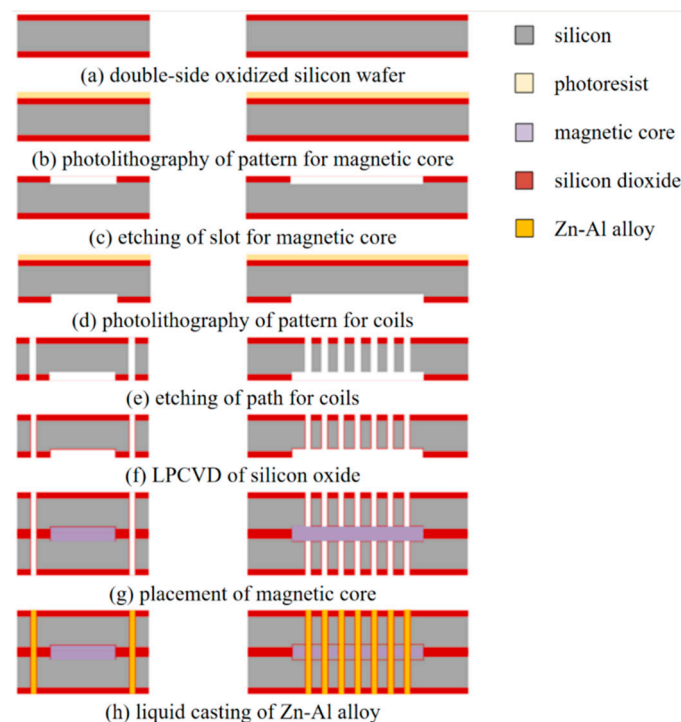 silicon
(a) double-side oxidized silicon wafer
photoresist
magnetic core
(b) photolithography of pattern for magnetic core
silicon dioxide
Zn-Al alloy
(c) etching of slot for magnetic core
(d) photolithography of pattern for coils
(e) etching of path for coils
(f) LPCVD of silicon oxide
(g) placement of magnetic core
(h) liquid casting of Zn-Al alloy